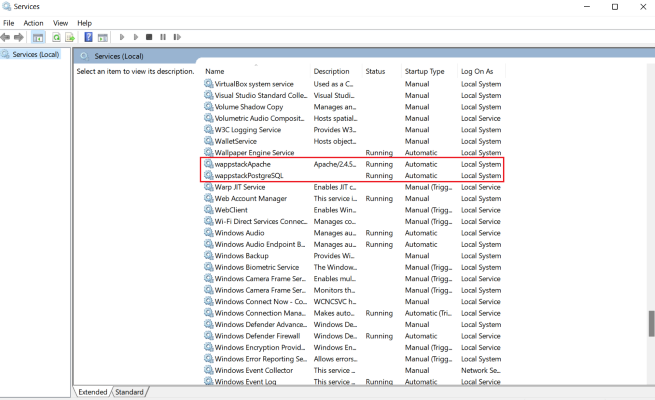 Services
File Action View Help
Services (Local)
Services (Local)
Select an item to view its description.
Name Description Status Startup Type Log On As
VirtualBox system service Used as a C... Manual Local System
Visual Studio Standard Colle... Visual Studi... Manual Local System
Volume Shadow Copy Manages an... Manual Local System
Volumetric Audio Composit... Hosts spatial... Manual Local Service
W3C Logging Service Provides W3... Manual Local System
WalletService Hosts object... Manual Local System
Wallpaper Engine Service Running Automatic Local System
wappstackApache Apache/2.4.5... Running Automatic Local System
wappstackPostgreSQL Running Automatic Local System
Warp JIT Service Enables JIT c... Manual (Trigg... Local Service
Web Account Manager This service i... Running Manual Local System
WebClient Enables Win... Manual (Trigg... Local Service
Wi-Fi Direct Services Connec... Manages co... Manual (Trigg... Local Service
Windows Audio Manages au... Running Automatic Local Service
Windows Audio Endpoint B... Manages au... Running Automatic Local System
Windows Backup Provides Wi... Manual Local System
Windows Biometric Service The Window... Manual (Trigg... Local System
Windows Camera Frame Ser... Enables mul... Manual (Trigg... Local Service
Windows Camera Frame Ser... Monitors th... Manual (Trigg... Local System
Windows Connect Now - Co... WCNCSVC h... Manual Local Service
Windows Connection Mana... Makes auto... Running Automatic (Tri... Local Service
Windows Defender Advance... Windows De... Manual Local System
Windows Defender Firewall Windows De... Running Automatic Local Service
Windows Encryption Provid... Windows En... Manual (Trigg... Local Service
Windows Error Reporting Se... Allows errors... Manual (Trigg... Local System
Windows Event Collector This service ... Manual Network Se...
Windows Event Log This service ... Running Automatic Local Service
Extended Standard